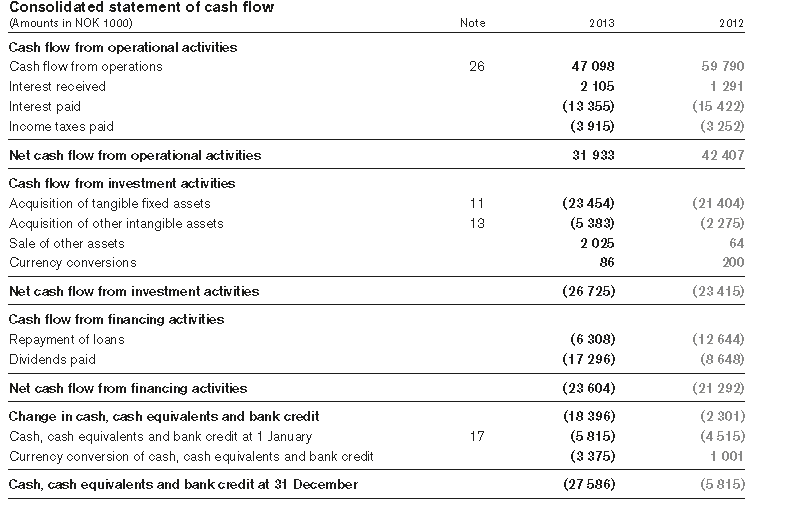 Consolidated statement of cash flow
(Amounts in NOK 1000) Note 2013 2012
Cash flow from operational activities
Cash flow from operations 26 47 098 59 790
Interest received 2 105 1 291
Interest paid (13 355) (15 422)
Income taxes paid (3 915) (3 252)
Net cash flow from operational activities 31 933 42 407
Cash flow from investment activities
Acquisition of tangible fixed assets 11 (23 454) (21 404)
Acquisition of other intangible assets 13 (5 383) (2 275)
Sale of other assets 2 025 64
Currency conversions 86 200
Net cash flow from investment activities (26 725) (23 415)
Cash flow from financing activities
Repayment of loans (6 308) (12 644)
Dividends paid (17 296) (8 648)
Net cash flow from financing activities (23 604) (21 292)
Change in cash, cash equivalents and bank credit (18 396) (2 301)
Cash, cash equivalents and bank credit at 1 January 17 (5 815) (4 515)
Currency conversion of cash, cash equivalents and bank credit (3 375) 1 001
Cash, cash equivalents and bank credit at 31 December (27 586) (5 815)